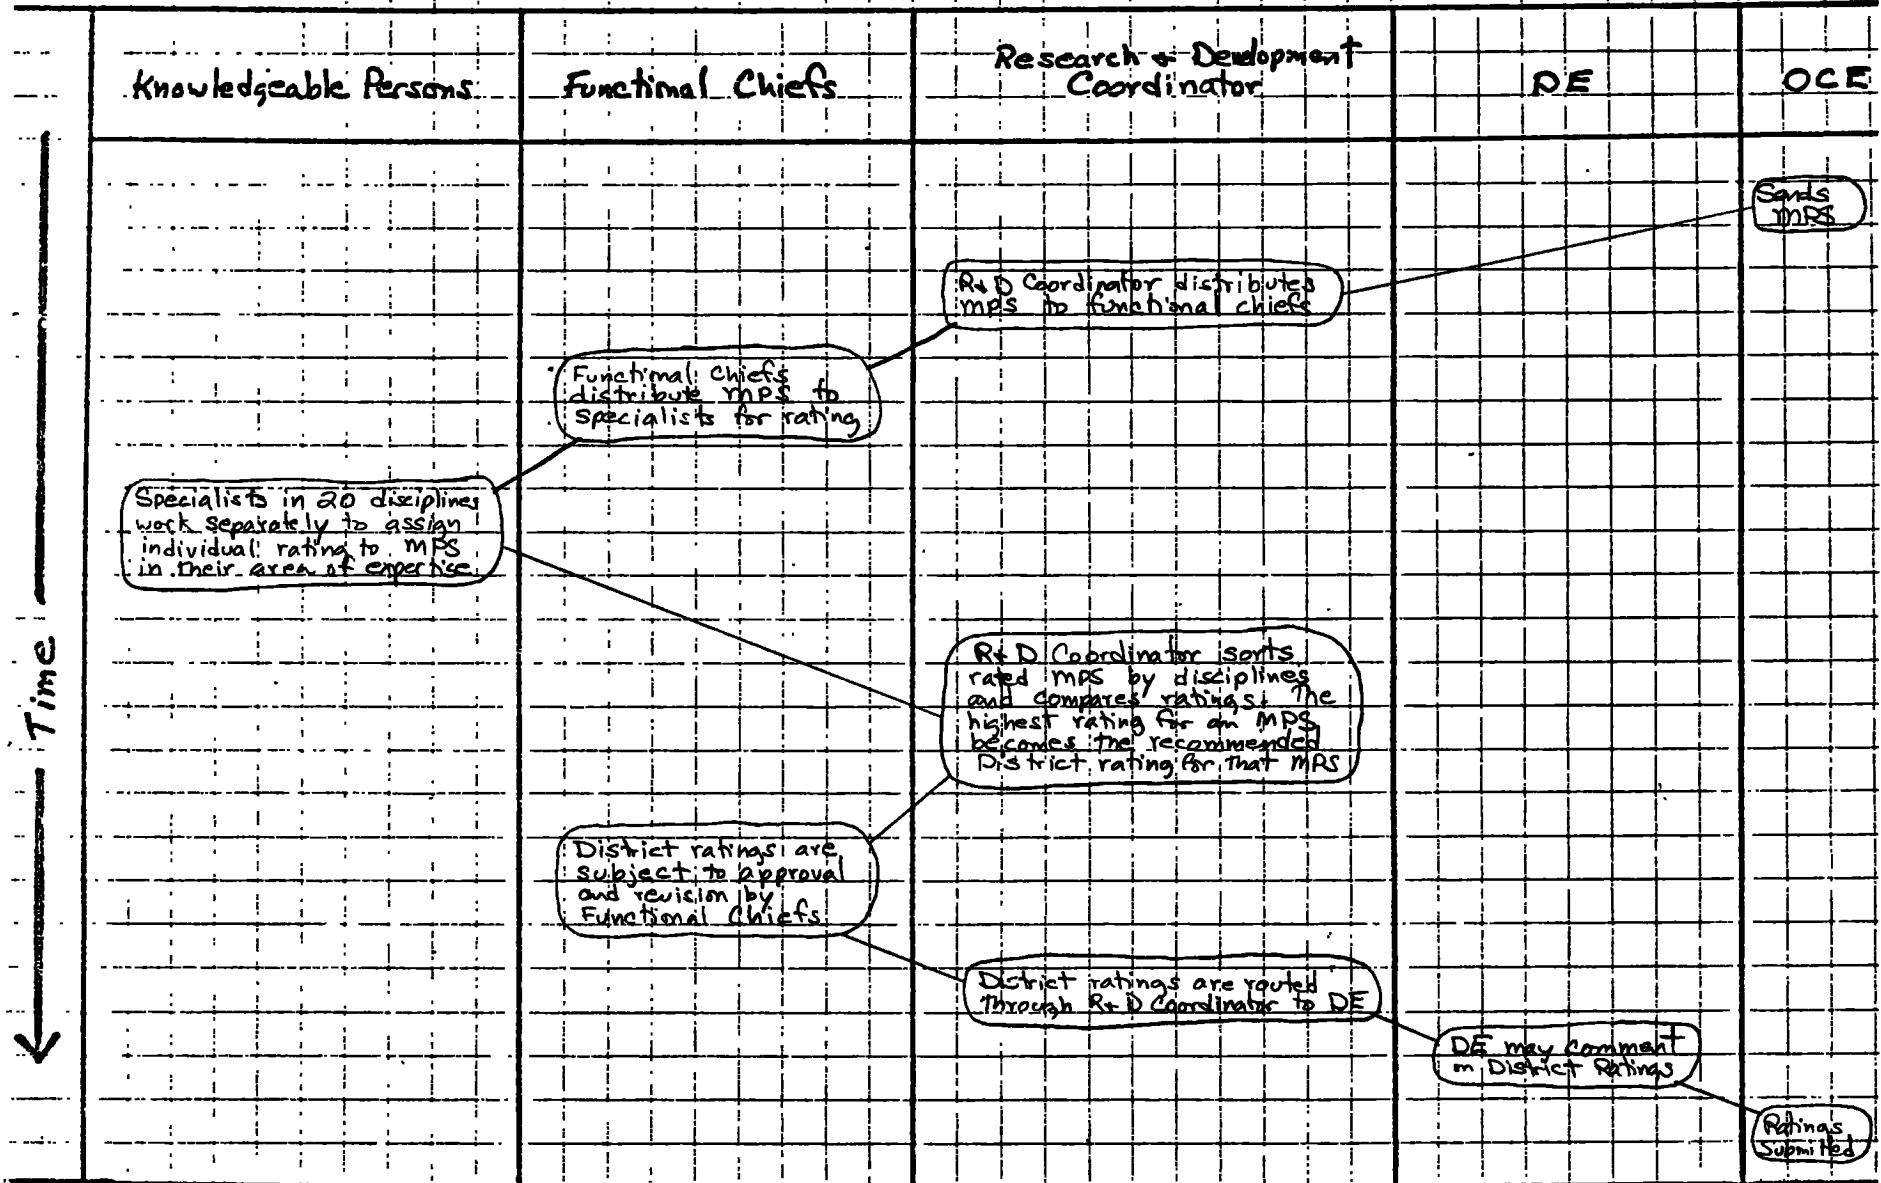 Knowledgeable Persons
Functional Chiefs
Research & Development
Coordinator
DE
OCE
Time
Sends
MPS
R&D Coordinator distributes
MPS to functional chiefs
Functional Chiefs
distribute MPS to
specialists for rating
Specialists in 20 disciplines
work separately to assign
individual rating to MPS
in their area of expertise
R&D Coordinator sorts
rated MPS by disciplines
and compares ratings. The
highest rating for an MPS
becomes the recommended
District rating for that MPS
District ratings are
subject to approval
and revision by
Functional Chiefs
District ratings are routed
through R&D Coordinator to DE
DE may comment
on District Ratings
Ratings
Submitted